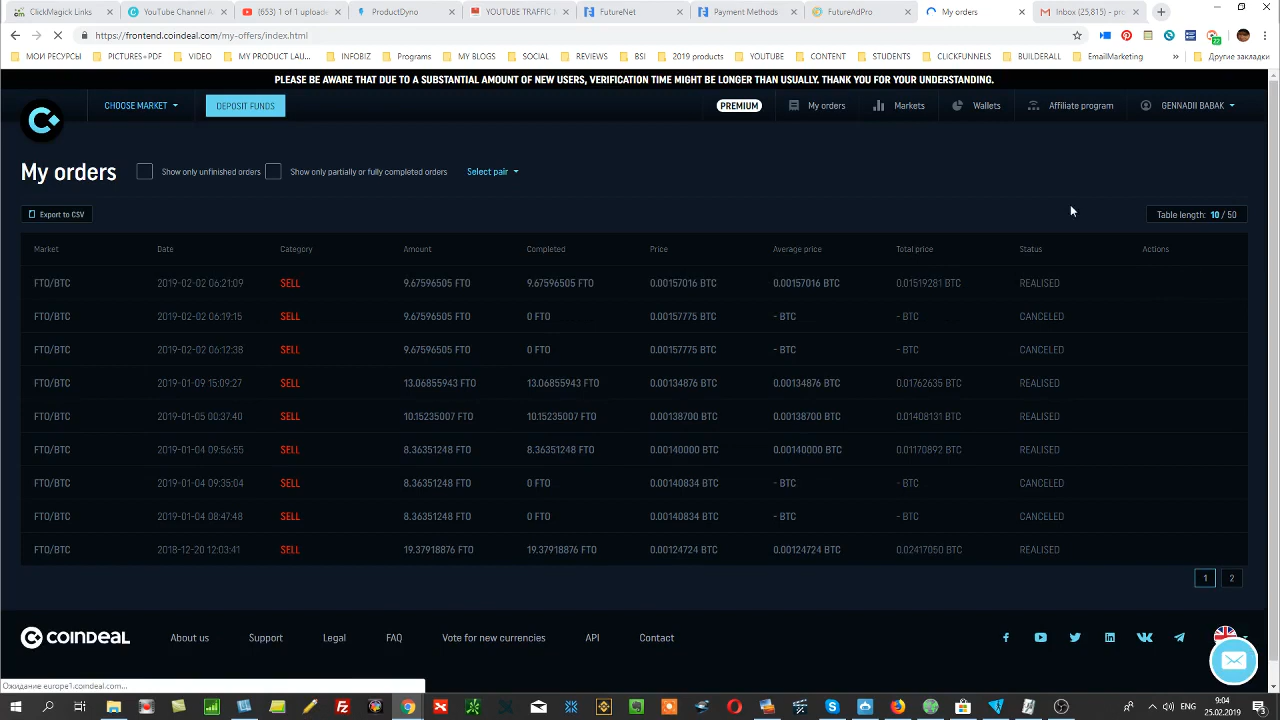 ClickMagick Links
YouTube Channel A
(653) 1 of 1 uploade
ProductDyno
YOUTUBE TRAFFIC
FutureNet
Payment Methods
FutureAdPro
My orders
Inbox (25,815) - pro
https://frontend.coindeal.com/my-offers/index.html
МОИ РЕСУРСЫ
PICTURES+PDF
VIDEO
MY PRODUCT LAU
INFOBIZ
Programs
MY BLOGS
SOCIAL
REVIEWS
BSI
2019 products
YOUTUBE
CONTENT
STUDENTS
CLICKFUNNELS
BUILDERALL
EmailMarketing
»
Другие закладки
PLEASE BE AWARE THAT DUE TO A SUBSTANTIAL AMOUNT OF NEW USERS, VERIFICATION TIME MIGHT BE LONGER THAN USUALLY. THANK YOU FOR YOUR UNDERSTANDING.
CHOOSE MARKET
DEPOSIT FUNDS
PREMIUM
My orders
Markets
Wallets
Affiliate program
GENNADII BABAK
My orders
Show only unfinished orders
Show only partially or fully completed orders
Select pair
Export to CSV
Table length: 10 / 50
Market Date Category Amount Completed Price Average price Total price Status Actions
FTO/BTC 2019-02-02 06:21:09 SELL 9.67596505 FTO 9.67596505 FTO 0.00157016 BTC 0.00157016 BTC 0.01519281 BTC REALISED
FTO/BTC 2019-02-02 06:19:15 SELL 9.67596505 FTO 0 FTO 0.00157775 BTC - BTC - BTC CANCELED
FTO/BTC 2019-02-02 06:12:38 SELL 9.67596505 FTO 0 FTO 0.00157775 BTC - BTC - BTC CANCELED
FTO/BTC 2019-01-09 15:09:27 SELL 13.06855943 FTO 13.06855943 FTO 0.00134876 BTC 0.00134876 BTC 0.01762635 BTC REALISED
FTO/BTC 2019-01-05 00:37:40 SELL 10.15235007 FTO 10.15235007 FTO 0.00138700 BTC 0.00138700 BTC 0.01408131 BTC REALISED
FTO/BTC 2019-01-04 09:56:55 SELL 8.36351248 FTO 8.36351248 FTO 0.00140000 BTC 0.00140000 BTC 0.01170892 BTC REALISED
FTO/BTC 2019-01-04 09:35:04 SELL 8.36351248 FTO 0 FTO 0.00140834 BTC - BTC - BTC CANCELED
FTO/BTC 2019-01-04 08:47:48 SELL 8.36351248 FTO 0 FTO 0.00140834 BTC - BTC - BTC CANCELED
FTO/BTC 2018-12-20 12:03:41 SELL 19.37918876 FTO 19.37918876 FTO 0.00124724 BTC 0.00124724 BTC 0.02417050 BTC REALISED
1 2
COINDEAL
About us
Support
Legal
FAQ
Vote for new currencies
API
Contact
Ожидание europe1.coindeal.com...
9:04
25.02.2019